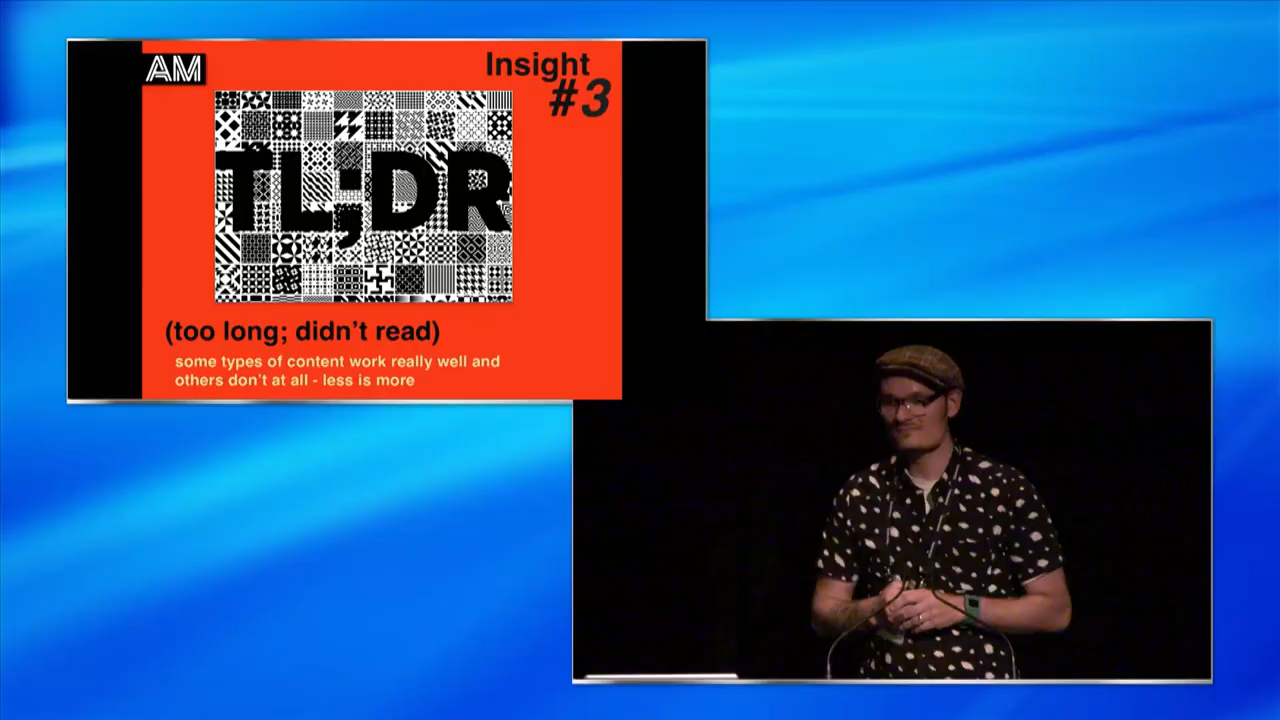 AM
Insight
#3
TL;DR
(too long; didn't read)
some types of content work really well and
others don't at all - less is more